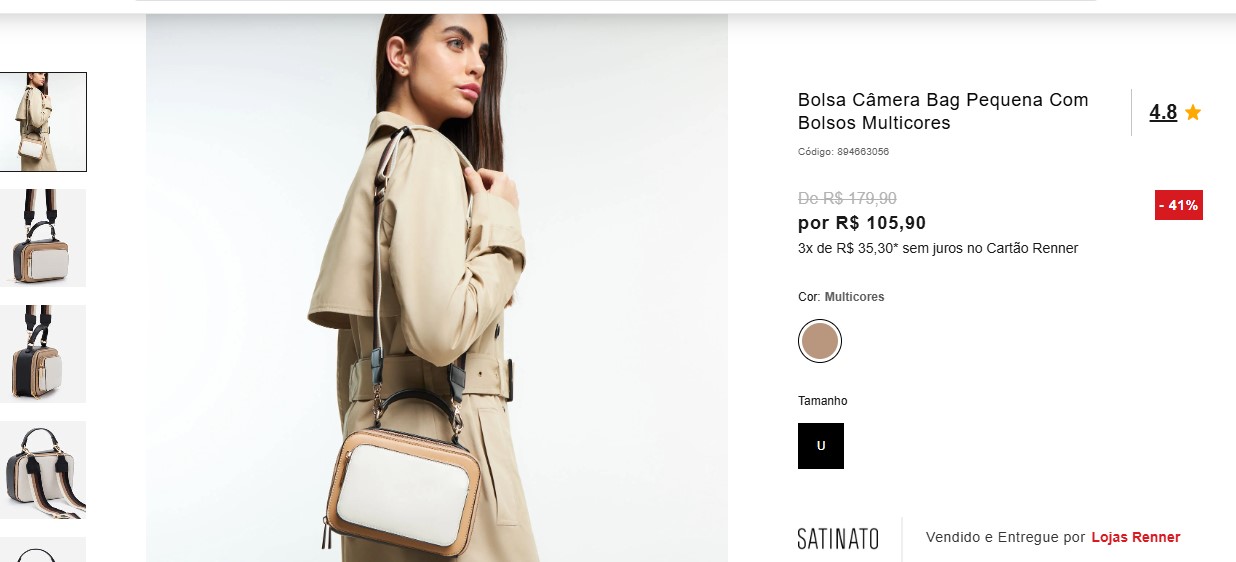 Bolsa Câmera Bag Pequena Com
Bolsos Multicores
4.8
Código: 894663056
De R$ 179,90
- 41%
por R$ 105,90
3x de R$ 35,30* sem juros no Cartão Renner
Cor: Multicores
Tamanho
U
SATINATO
Vendido e Entregue por Lojas Renner